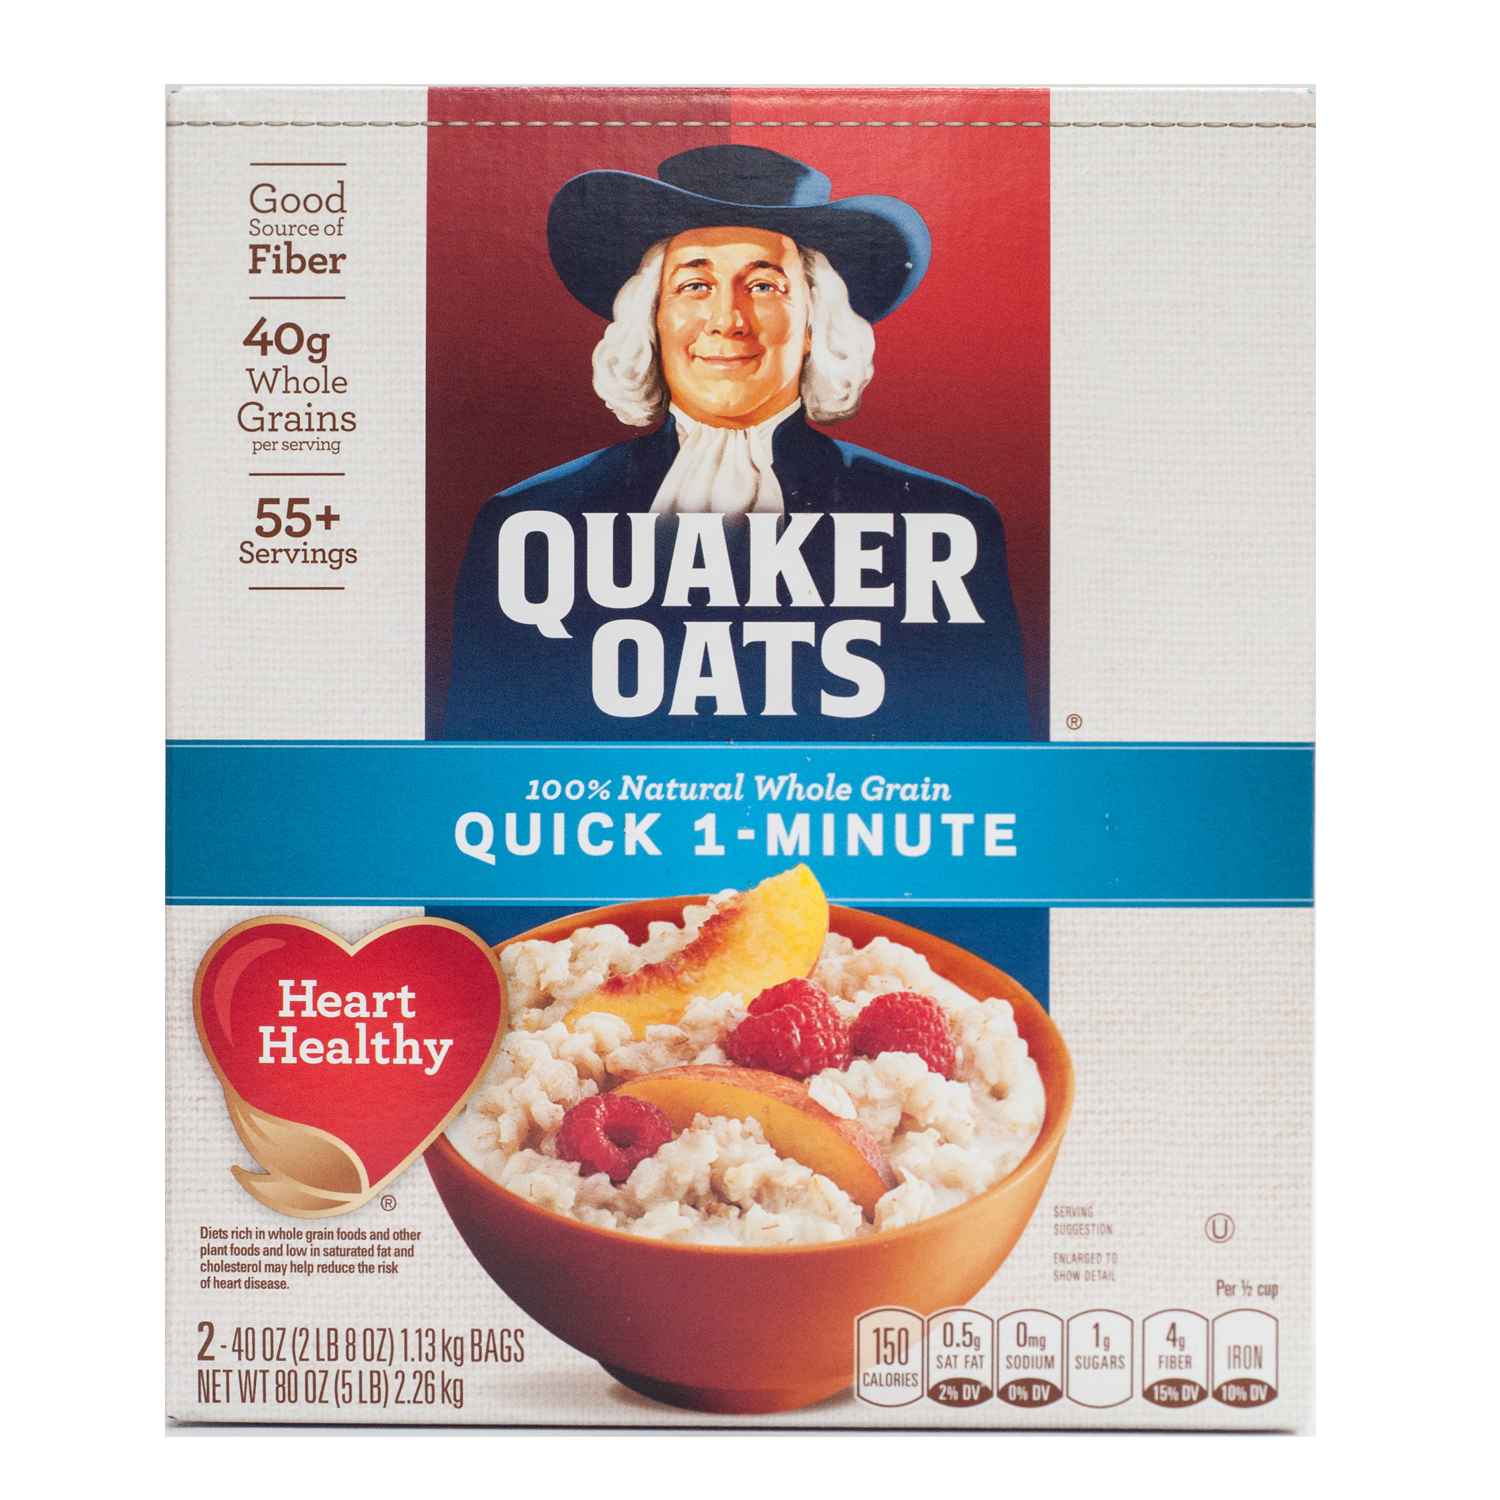 Good
Source of
Fiber
40g
Whole
Grains
per serving
55+
Servings
QUAKER
OATS
®
100% Natural Whole Grain
QUICK 1-MINUTE
Heart
Healthy
®
Diets rich in whole grain foods and other
plant foods and low in saturated fat and
cholesterol may help reduce the risk
of heart disease.
2 - 40 OZ (2 LB 8 OZ) 1.13 kg BAGS
NET WT 80 OZ (5 LB) 2.26 kg
SERVING
SUGGESTION
ENLARGED TO
SHOW DETAIL
U
Per ½ cup
150
CALORIES
0.5g
SAT FAT
2% DV
0mg
SODIUM
0% DV
1g
SUGARS
4g
FIBER
15% DV
IRON
10% DV